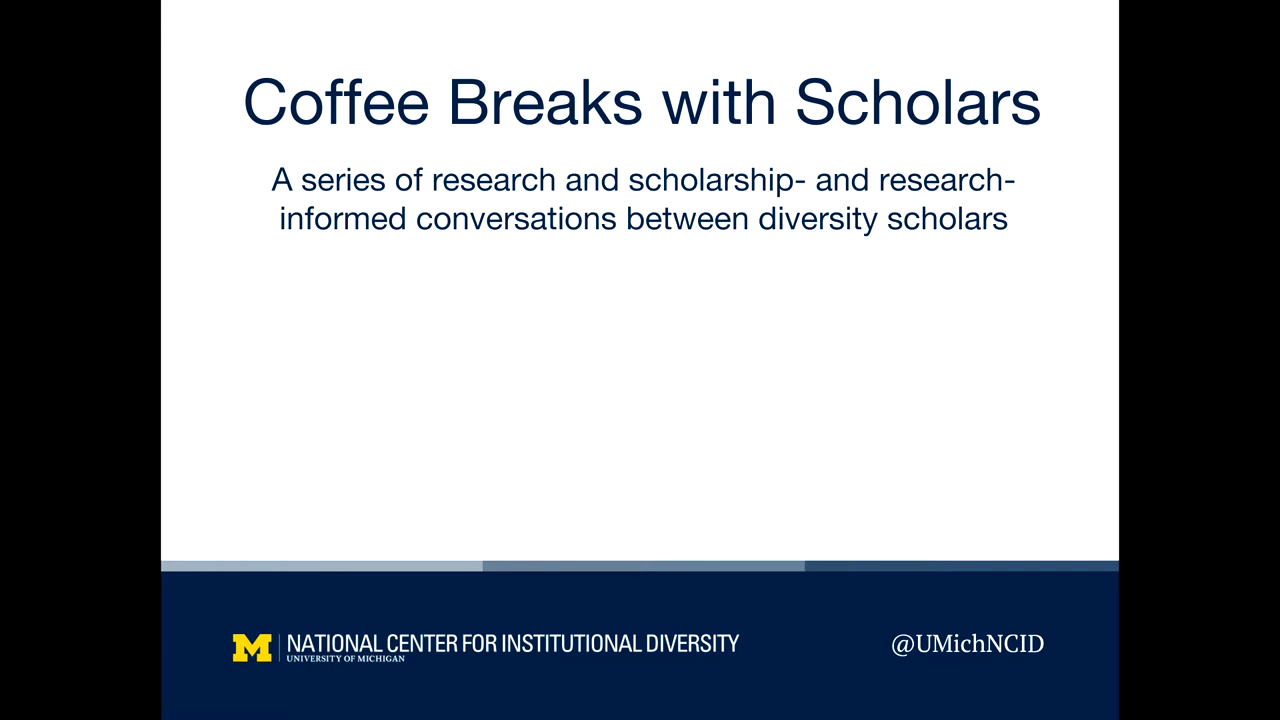 Coffee Breaks with Scholars
A series of research and scholarship- and research-
informed conversations between diversity scholars
M NATIONAL CENTER FOR INSTITUTIONAL DIVERSITY
UNIVERSITY OF MICHIGAN
@UMichNCID